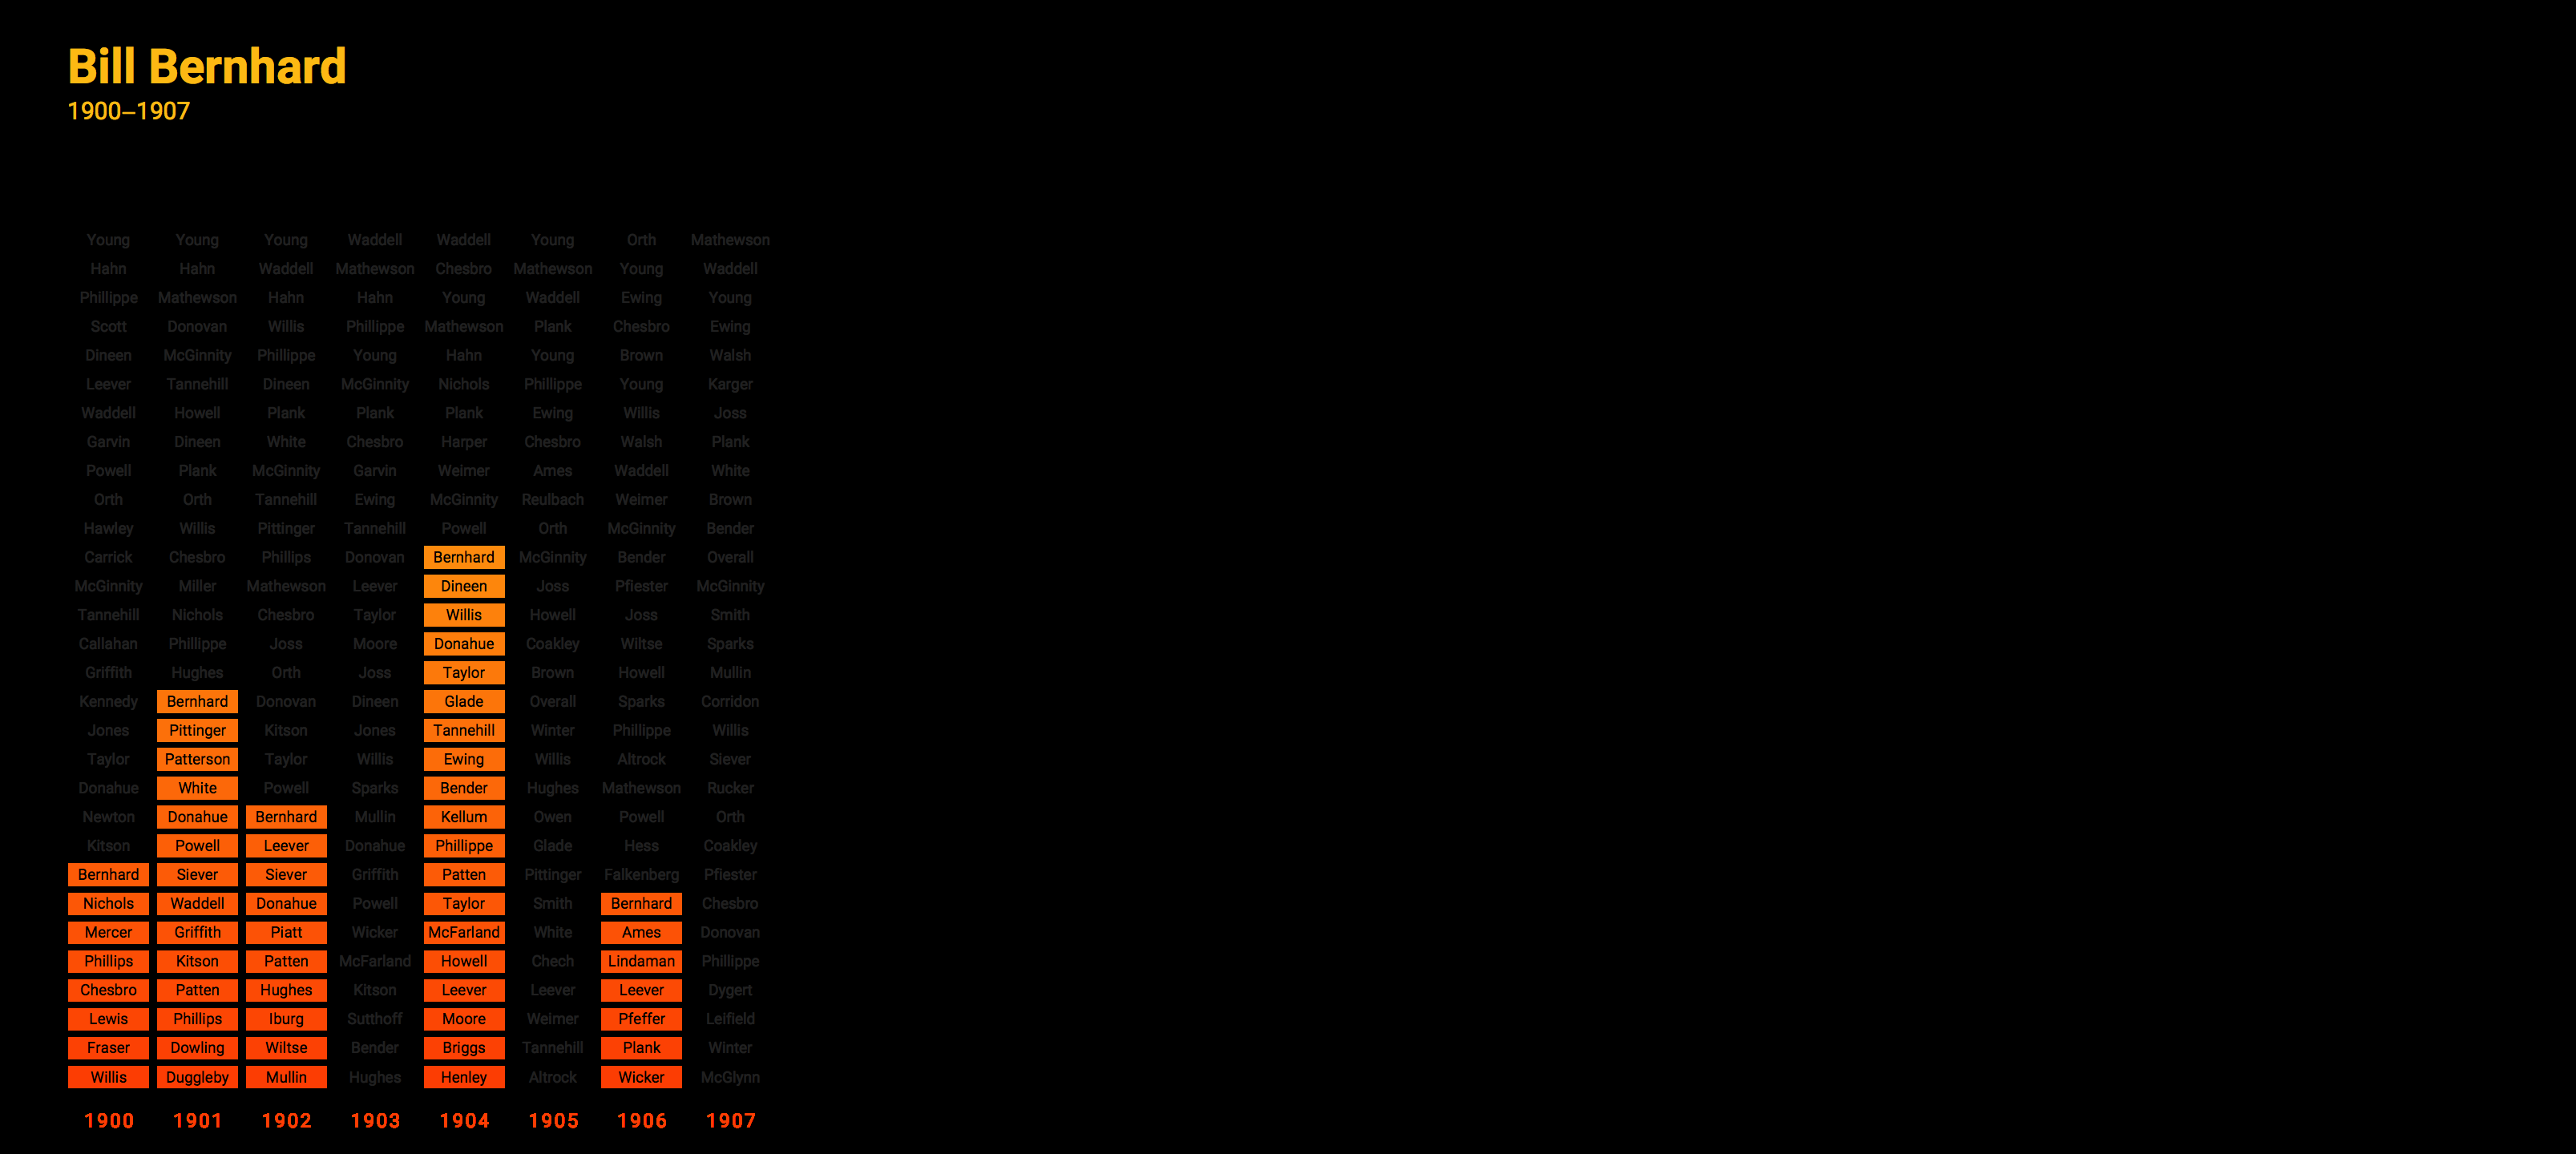 Bill Bernhard
1900–1907
Young Young Young Waddell Waddell Young Orth Mathewson
Hahn Hahn Waddell Mathewson Chesbro Mathewson Young Waddell
Phillippe Mathewson Hahn Hahn Young Waddell Ewing Young
Scott Donovan Willis Phillippe Mathewson Plank Chesbro Ewing
Dineen McGinnity Phillippe Young Hahn Young Brown Walsh
Leever Tannehill Dineen McGinnity Nichols Phillippe Young Karger
Waddell Howell Plank Plank Plank Ewing Willis Joss
Garvin Dineen White Chesbro Harper Chesbro Walsh Plank
Powell Plank McGinnity Garvin Weimer Ames Waddell White
Orth Orth Tannehill Ewing McGinnity Reulbach Weimer Brown
Hawley Willis Pittinger Tannehill Powell Orth McGinnity Bender
Carrick Chesbro Phillips Donovan Bernhard McGinnity Bender Overall
McGinnity Miller Mathewson Leever Dineen Joss Pfiester McGinnity
Tannehill Nichols Chesbro Taylor Willis Howell Joss Smith
Callahan Phillippe Joss Moore Donahue Coakley Wiltse Sparks
Griffith Hughes Orth Joss Taylor Brown Howell Mullin
Kennedy Bernhard Donovan Dineen Glade Overall Sparks Corridon
Jones Pittinger Kitson Jones Tannehill Winter Phillippe Willis
Taylor Patterson Taylor Willis Ewing Willis Altrock Siever
Donahue White Powell Sparks Bender Hughes Mathewson Rucker
Newton Donahue Bernhard Mullin Kellum Owen Powell Orth
Kitson Powell Leever Donahue Phillippe Glade Hess Coakley
Bernhard Siever Siever Griffith Patten Pittinger Falkenberg Pfiester
Nichols Waddell Donahue Powell Taylor Smith Bernhard Chesbro
Mercer Griffith Piatt Wicker McFarland White Ames Donovan
Phillips Kitson Patten McFarland Howell Chech Lindaman Phillippe
Chesbro Patten Hughes Kitson Leever Leever Leever Dygert
Lewis Phillips Iburg Sutthoff Moore Weimer Pfeffer Leifield
Fraser Dowling Wiltse Bender Briggs Tannehill Plank Winter
Willis Duggleby Mullin Hughes Henley Altrock Wicker McGlynn
1900 1901 1902 1903 1904 1905 1906 1907